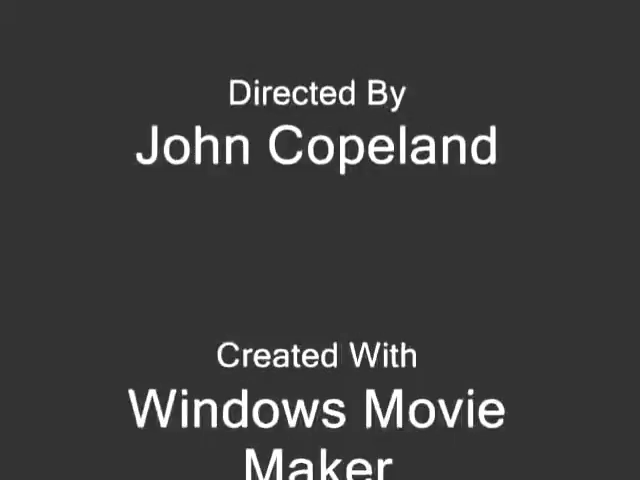 Directed By
John Copeland
Created With
Windows Movie
Maker